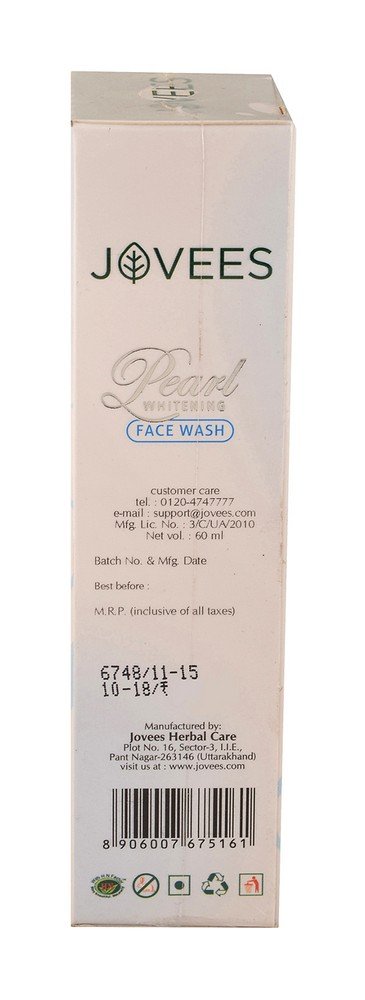 JOVEES
Pearl
WHITENING
FACE WASH
customer care
tel. : 0120-4747777
e-mail : support@jovees.com
Mfg. Lic. No. : 3/C/UA/2010
Net vol. : 60 ml
Batch No. & Mfg. Date
Best before :
M.R.P. (inclusive of all taxes)
6748/11-15
10-18/₹
Manufactured by:
Jovees Herbal Care
Plot No. 16, Sector-3, I.I.E.,
Pant Nagar-263146 (Uttarakhand)
visit us at : www.jovees.com
8 906007 675161